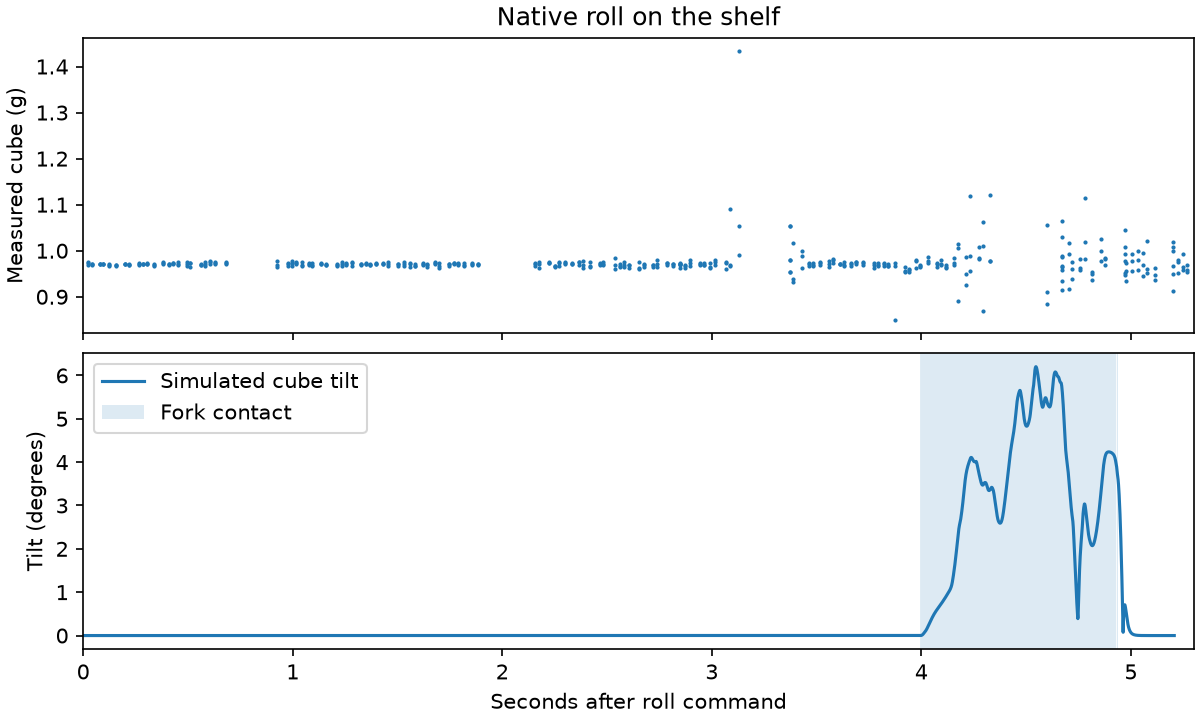 Native roll on the shelf
Measured cube (g)
1.4
1.3
1.2
1.1
1.0
0.9
Simulated cube tilt
Fork contact
Tilt (degrees)
6
5
4
3
2
1
0
0 1 2 3 4 5
Seconds after roll command